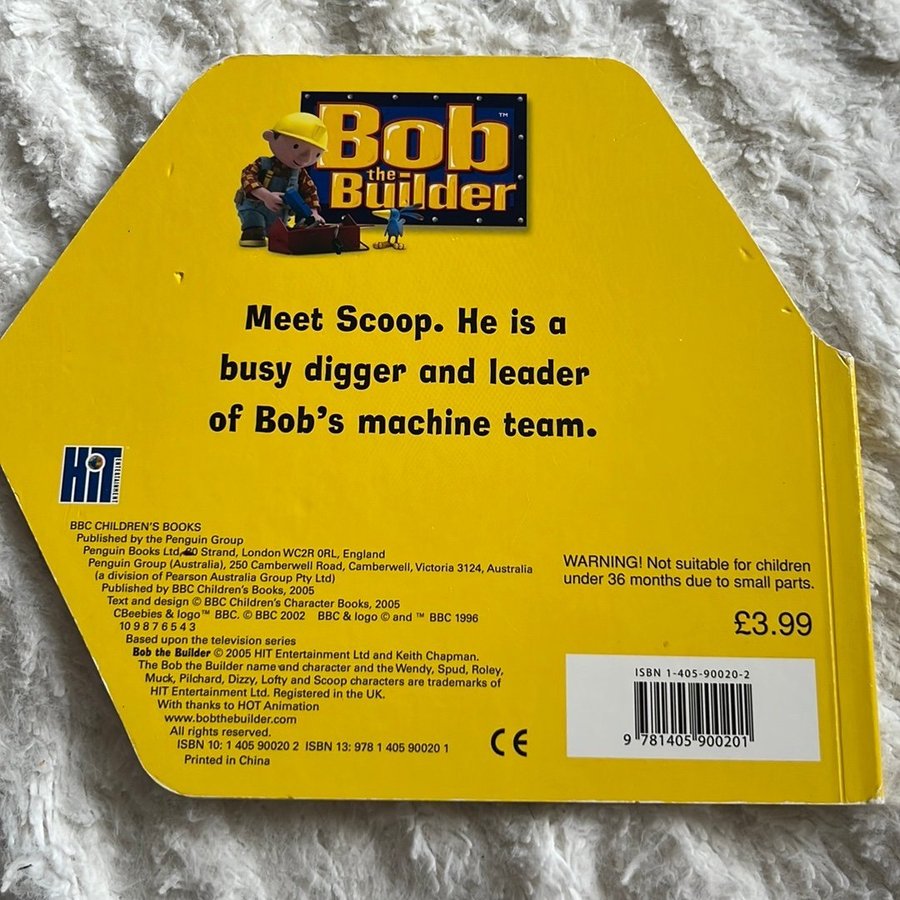 Bob
the
Builder
™
Meet Scoop. He is a
busy digger and leader
of Bob's machine team.
HiT
ENTERTAINMENT
BBC CHILDREN'S BOOKS
Published by the Penguin Group
Penguin Books Ltd, 80 Strand, London WC2R 0RL, England
Penguin Group (Australia), 250 Camberwell Road, Camberwell, Victoria 3124, Australia
(a division of Pearson Australia Group Pty Ltd)
Published by BBC Children's Books, 2005
Text and design © BBC Children's Character Books, 2005
CBeebies & logo™ BBC. © BBC 2002 BBC & logo © and ™ BBC 1996
10 9 8 7 6 5 4 3
Based upon the television series
Bob the Builder © 2005 HIT Entertainment Ltd and Keith Chapman.
The Bob the Builder name and character and the Wendy, Spud, Roley,
Muck, Pilchard, Dizzy, Lofty and Scoop characters are trademarks of
HIT Entertainment Ltd. Registered in the UK.
With thanks to HOT Animation
www.bobthebuilder.com
All rights reserved.
ISBN 10: 1 405 90020 2 ISBN 13: 978 1 405 90020 1
Printed in China
CE
WARNING! Not suitable for children
under 36 months due to small parts.
£3.99
ISBN 1-405-90020-2
9 781405 900201